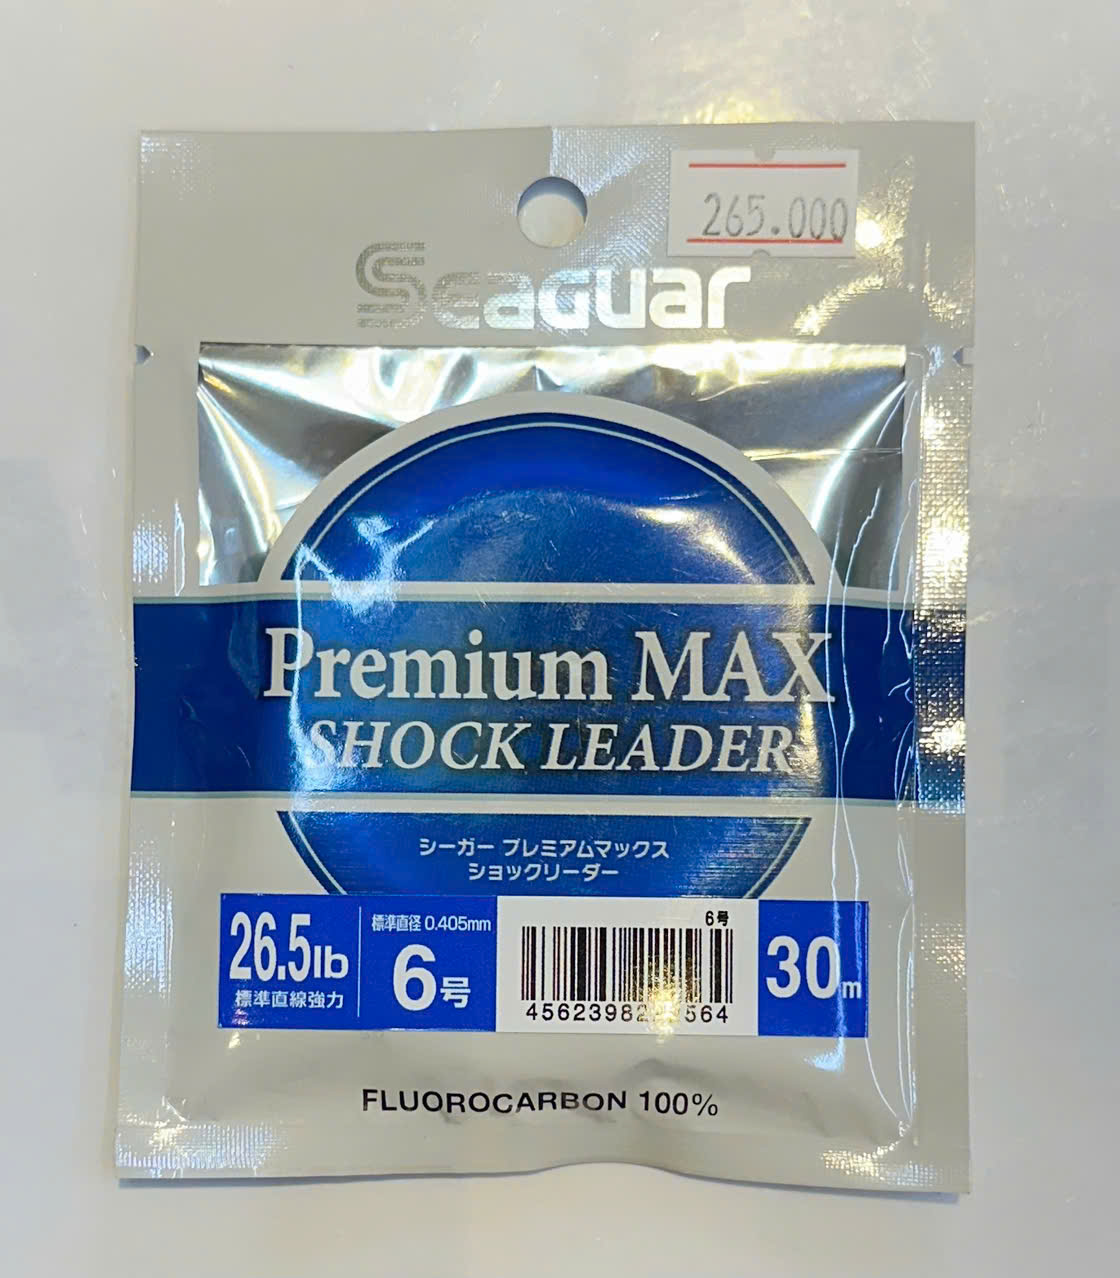 265.000
Seaguar
Premium MAX
SHOCK LEADER
シーガー プレミアムマックス
ショックリーダー
26.5lb
標準直線強力
標準直径 0.405mm
6号
6号
30m
FLUOROCARBON 100%